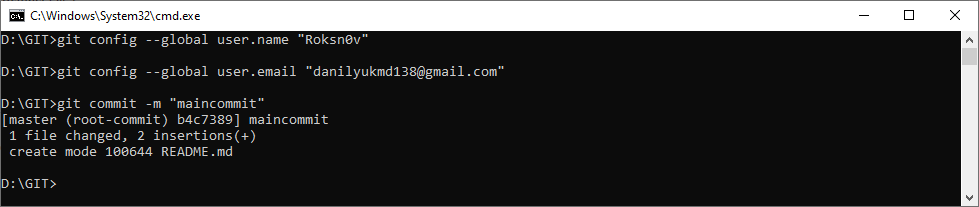 C:\Windows\System32\cmd.exe
D:\GIT>git config --global user.name "Roksn0v"
D:\GIT>git config --global user.email "danilyukmd138@gmail.com"
D:\GIT>git commit -m "maincommit"
[master (root-commit) b4c7389] maincommit
1 file changed, 2 insertions(+)
create mode 100644 README.md
D:\GIT>